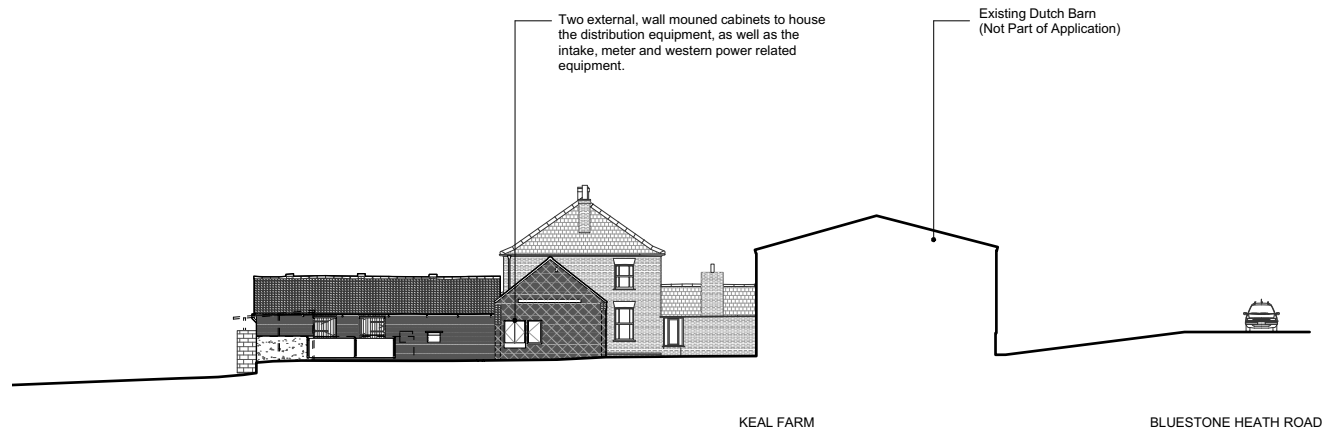 Two external, wall mouned cabinets to house
the distribution equipment, as well as the
intake, meter and western power related
equipment.
Existing Dutch Barn
(Not Part of Application)
KEAL FARM
BLUESTONE HEATH ROAD